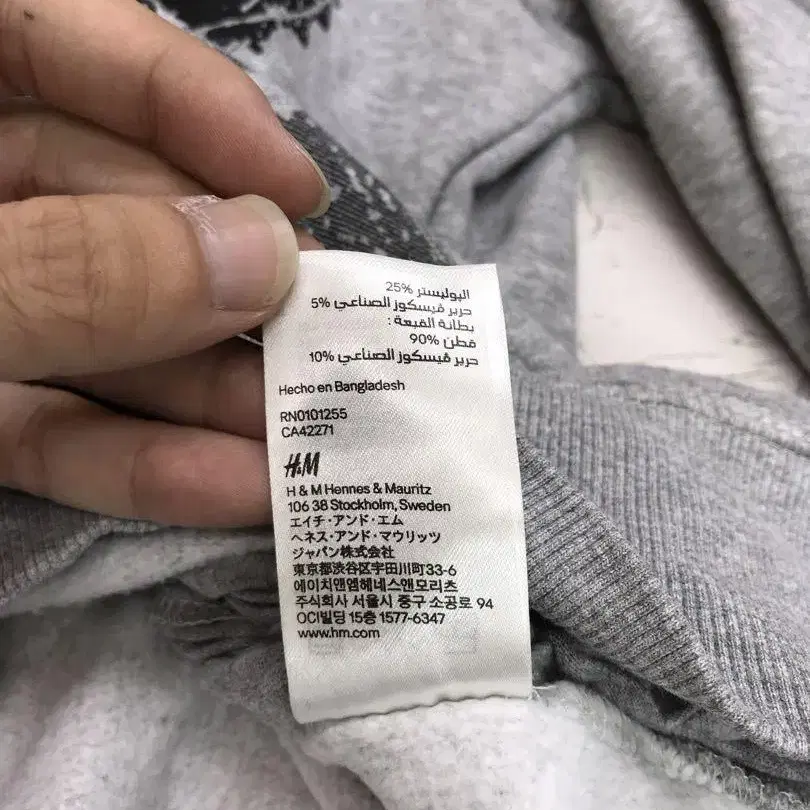 البوليستر 25%
حرير ڤيسكوز الصناعي 5%
بطانة القبعة :
قطن 90%
حرير ڤيسكوز الصناعي 10%
Hecho en Bangladesh
RN0101255
CA42271
H&M
H & M Hennes & Mauritz
106 38 Stockholm, Sweden
エイチ・アンド・エム
ヘネス・アンド・マウリッツ
ジャパン株式会社
東京都渋谷区宇田川町33-6
에이치앤엠헤네스앤모리츠
주식회사 서울시 중구 소공로 94
OCI빌딩 15층 1577-6347
www.hm.com